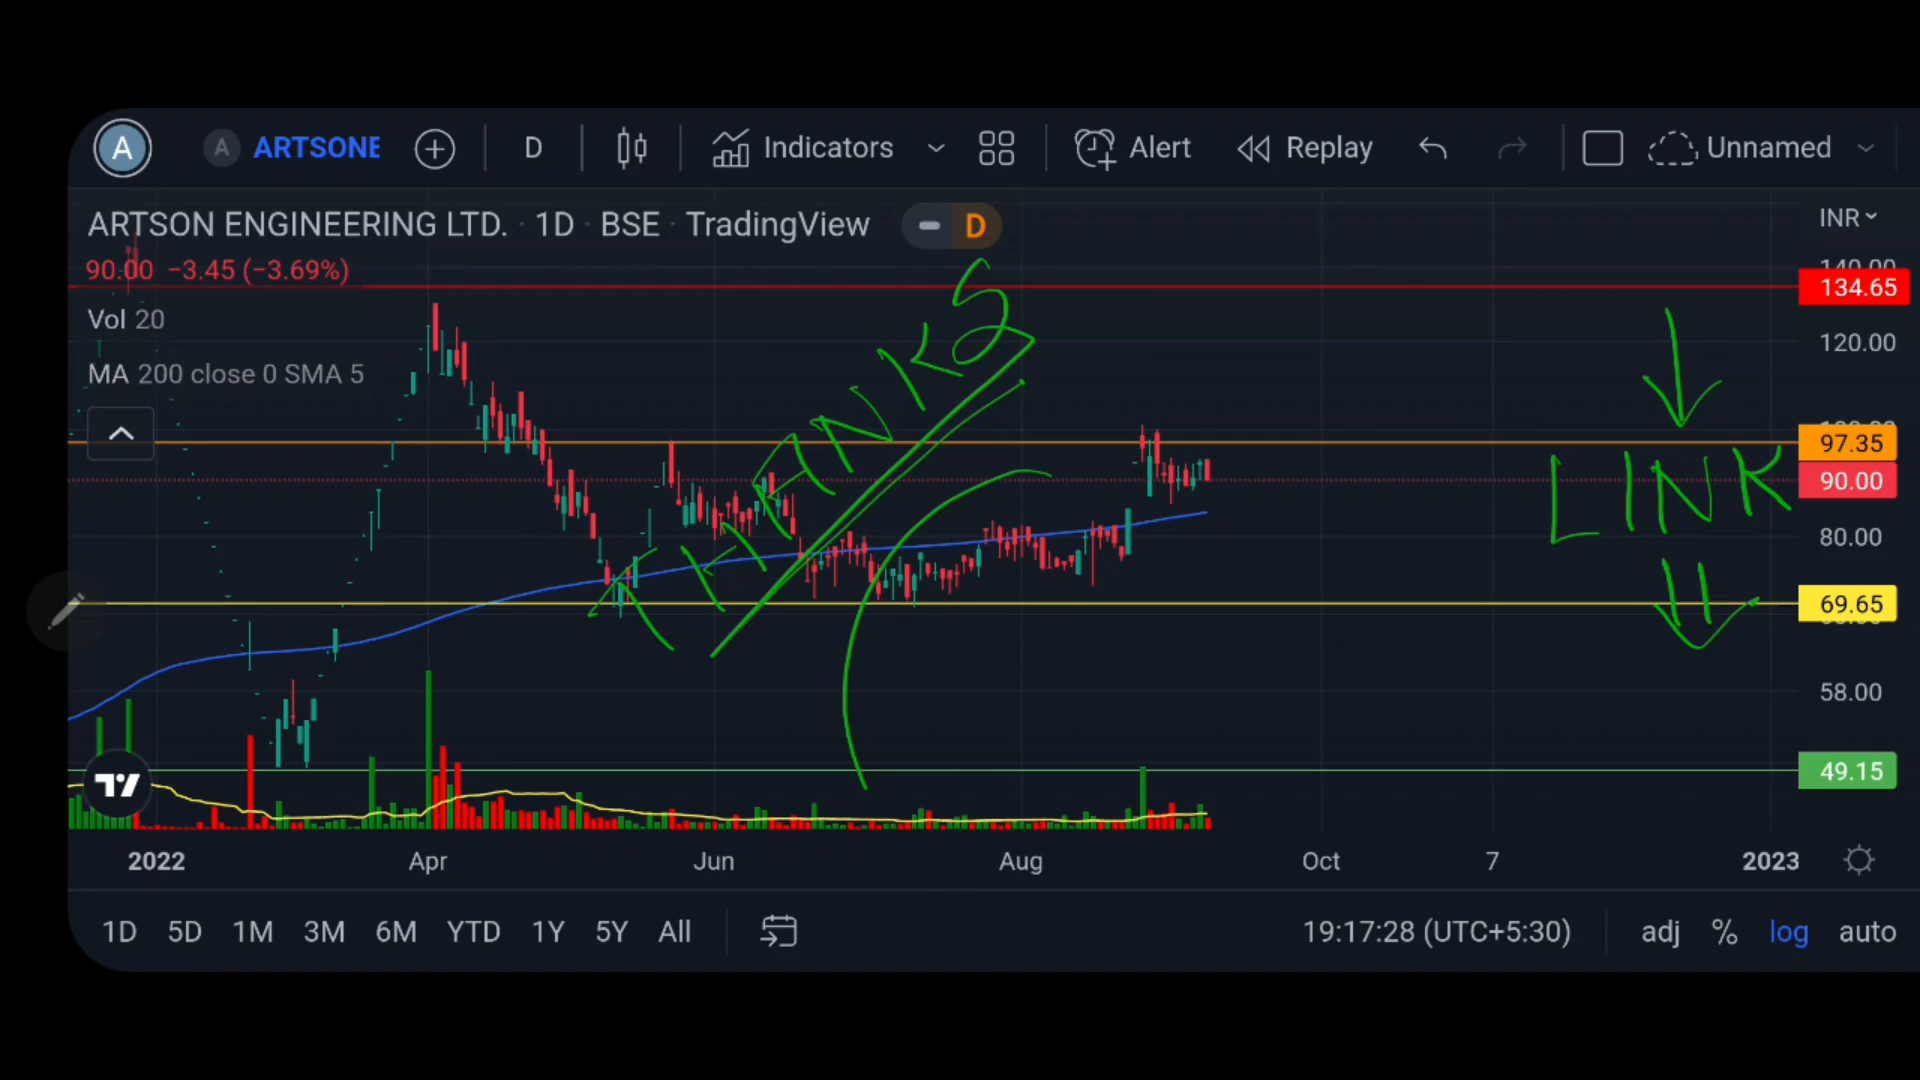 A A ARTSONE D Indicators Alert Replay Unnamed
ARTSON ENGINEERING LTD. · 1D · BSE · TradingView D INR
90.00 −3.45 (−3.69%)
140.00
134.65
Vol 20
120.00
MA 200 close 0 SMA 5
97.35
90.00
THANKS
LINK
80.00
69.65
58.00
49.15
2022 Apr Jun Aug Oct 7 2023
1D 5D 1M 3M 6M YTD 1Y 5Y All 19:17:28 (UTC+5:30) adj % log auto